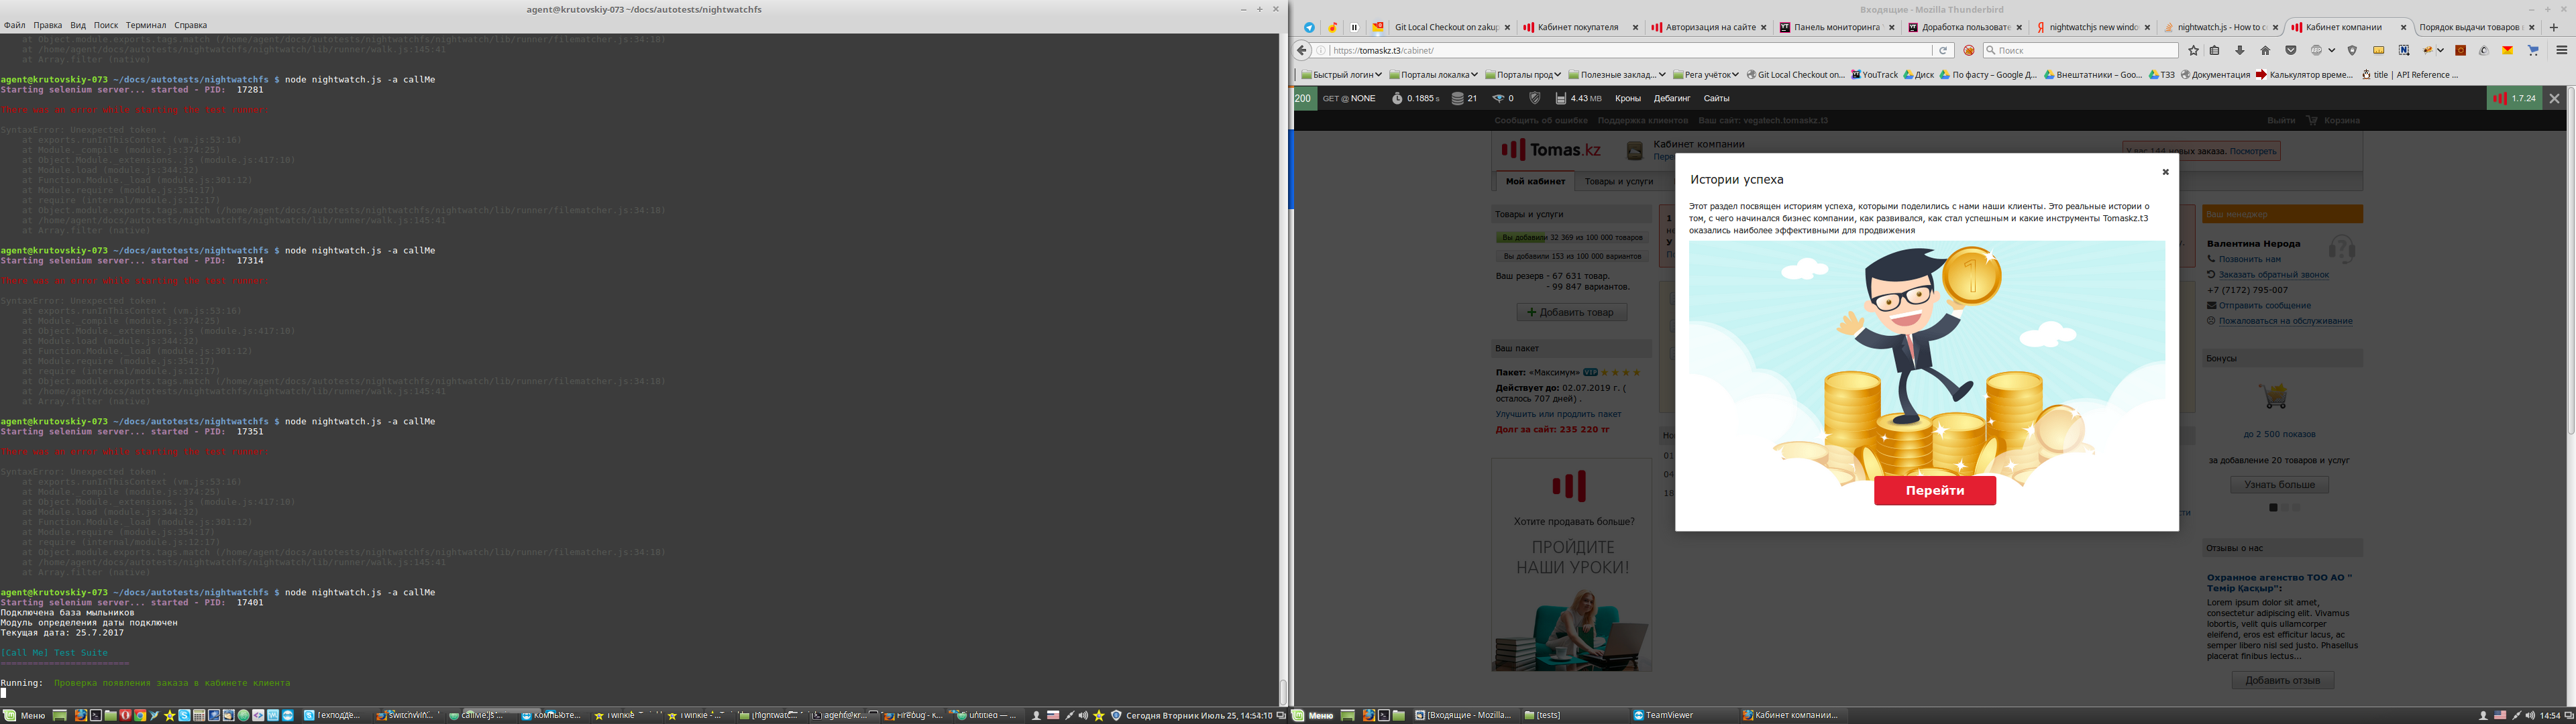 agent@krutovskiy-073 ~/docs/autotests/nightwatchfs
Файл Правка Вид Поиск Терминал Справка
at Object.module.exports.tags.match (/home/agent/docs/autotests/nightwatchfs/nightwatch/lib/runner/filematcher.js:34:18)
at /home/agent/docs/autotests/nightwatchfs/nightwatch/lib/runner/walk.js:145:41
at Array.filter (native)
agent@krutovskiy-073 ~/docs/autotests/nightwatchfs $ node nightwatch.js -a callMe
Starting selenium server... started - PID: 17281
There was an error while starting the test runner:
SyntaxError: Unexpected token .
at exports.runInThisContext (vm.js:53:16)
at Module._compile (module.js:374:25)
at Object.Module._extensions..js (module.js:417:10)
at Module.load (module.js:344:32)
at Function.Module._load (module.js:301:12)
at Module.require (module.js:354:17)
at require (internal/module.js:12:17)
at Object.module.exports.tags.match (/home/agent/docs/autotests/nightwatchfs/nightwatch/lib/runner/filematcher.js:34:18)
at /home/agent/docs/autotests/nightwatchfs/nightwatch/lib/runner/walk.js:145:41
at Array.filter (native)
agent@krutovskiy-073 ~/docs/autotests/nightwatchfs $ node nightwatch.js -a callMe
Starting selenium server... started - PID: 17314
There was an error while starting the test runner:
SyntaxError: Unexpected token .
at exports.runInThisContext (vm.js:53:16)
at Module._compile (module.js:374:25)
at Object.Module._extensions..js (module.js:417:10)
at Module.load (module.js:344:32)
at Function.Module._load (module.js:301:12)
at Module.require (module.js:354:17)
at require (internal/module.js:12:17)
at Object.module.exports.tags.match (/home/agent/docs/autotests/nightwatchfs/nightwatch/lib/runner/filematcher.js:34:18)
at /home/agent/docs/autotests/nightwatchfs/nightwatch/lib/runner/walk.js:145:41
at Array.filter (native)
agent@krutovskiy-073 ~/docs/autotests/nightwatchfs $ node nightwatch.js -a callMe
Starting selenium server... started - PID: 17351
There was an error while starting the test runner:
SyntaxError: Unexpected token .
at exports.runInThisContext (vm.js:53:16)
at Module._compile (module.js:374:25)
at Object.Module._extensions..js (module.js:417:10)
at Module.load (module.js:344:32)
at Function.Module._load (module.js:301:12)
at Module.require (module.js:354:17)
at require (internal/module.js:12:17)
at Object.module.exports.tags.match (/home/agent/docs/autotests/nightwatchfs/nightwatch/lib/runner/filematcher.js:34:18)
at /home/agent/docs/autotests/nightwatchfs/nightwatch/lib/runner/walk.js:145:41
at Array.filter (native)
agent@krutovskiy-073 ~/docs/autotests/nightwatchfs $ node nightwatch.js -a callMe
Starting selenium server... started - PID: 17401
Подключена база мыльников
Модуль определения даты подключен
Текущая дата: 25.7.2017
[Call Me] Test Suite
========================
Running: Проверка появления заказа в кабинете клиента
Меню
switchWin...
callMe.js ...
Компьюте...
Twinkle ...
Twinkle - ...
[nightwatc...
agent@kr...
Firebug - К...
untitled — ...
Сегодня Вторник Июль 25, 14:54:10
Входящие - Mozilla Thunderbird
Git Local Checkout on zakup
Кабинет покупателя
Авторизация на сайте
Панель мониторинга
Доработка пользовате
nightwatchjs new windo
nightwatch.js - How to c
Кабинет компании
Порядок выдачи товаров
https://tomaskz.t3/cabinet/
Поиск
Быстрый логин
Порталы локалка
Порталы прод
Полезные заклад...
Рега учёток
Git Local Checkout on...
YouTrack
Диск
По фасту – Google Д...
Внештатники – Goo...
ТЗЗ
Документация
Калькулятор време...
title | API Reference ...
200 GET @ NONE 0.1885 s 21 0 4.43 MB Кроны Дебагинг Сайты 1.7.24
Сообщить об ошибке Поддержка клиентов Ваш сайт: vegatech.tomaskz.t3 Выйти Корзина
Tomas.kz
Кабинет компании
У вас 144 новых заказа. Посмотреть
Мой кабинет Товары и услуги
Товары и услуги
Вы добавили 32 369 из 100 000 товаров
Вы добавили 153 из 100 000 вариантов
Ваш резерв - 67 631 товар.
- 99 847 вариантов.
Добавить товар
Ваш пакет
Пакет: «Максимум» VIP
Действует до: 02.07.2019 г. (
осталось 707 дней) .
Улучшить или продлить пакет
Долг за сайт: 235 220 тг
Хотите продавать больше?
ПРОЙДИТЕ
НАШИ УРОКИ!
Истории успеха
Этот раздел посвящен историям успеха, которыми поделились с нами наши клиенты. Это реальные истории о
том, с чего начинался бизнес компании, как развивался, как стал успешным и какие инструменты Tomaskz.t3
оказались наиболее эффективными для продвижения
1
Перейти
Ваш менеджер
Валентина Нерода
Позвонить нам
Заказать обратный звонок
+7 (7172) 795-007
Отправить сообщение
Пожаловаться на обслуживание
Бонусы
до 2 500 показов
за добавление 20 товаров и услуг
Узнать больше
Отзывы о нас
Охранное агенство ТОО АО "
Темір Қасқыр":
Lorem ipsum dolor sit amet,
consectetur adipiscing elit. Vivamus
lobortis, velit quis ullamcorper
eleifend, eros est efficitur lacus, ac
semper libero nisl sed justo. Phasellus
placerat finibus lectus...
Добавить отзыв
Меню
[Входящие - Mozilla...
[tests]
TeamViewer
Кабинет компании...
14:54